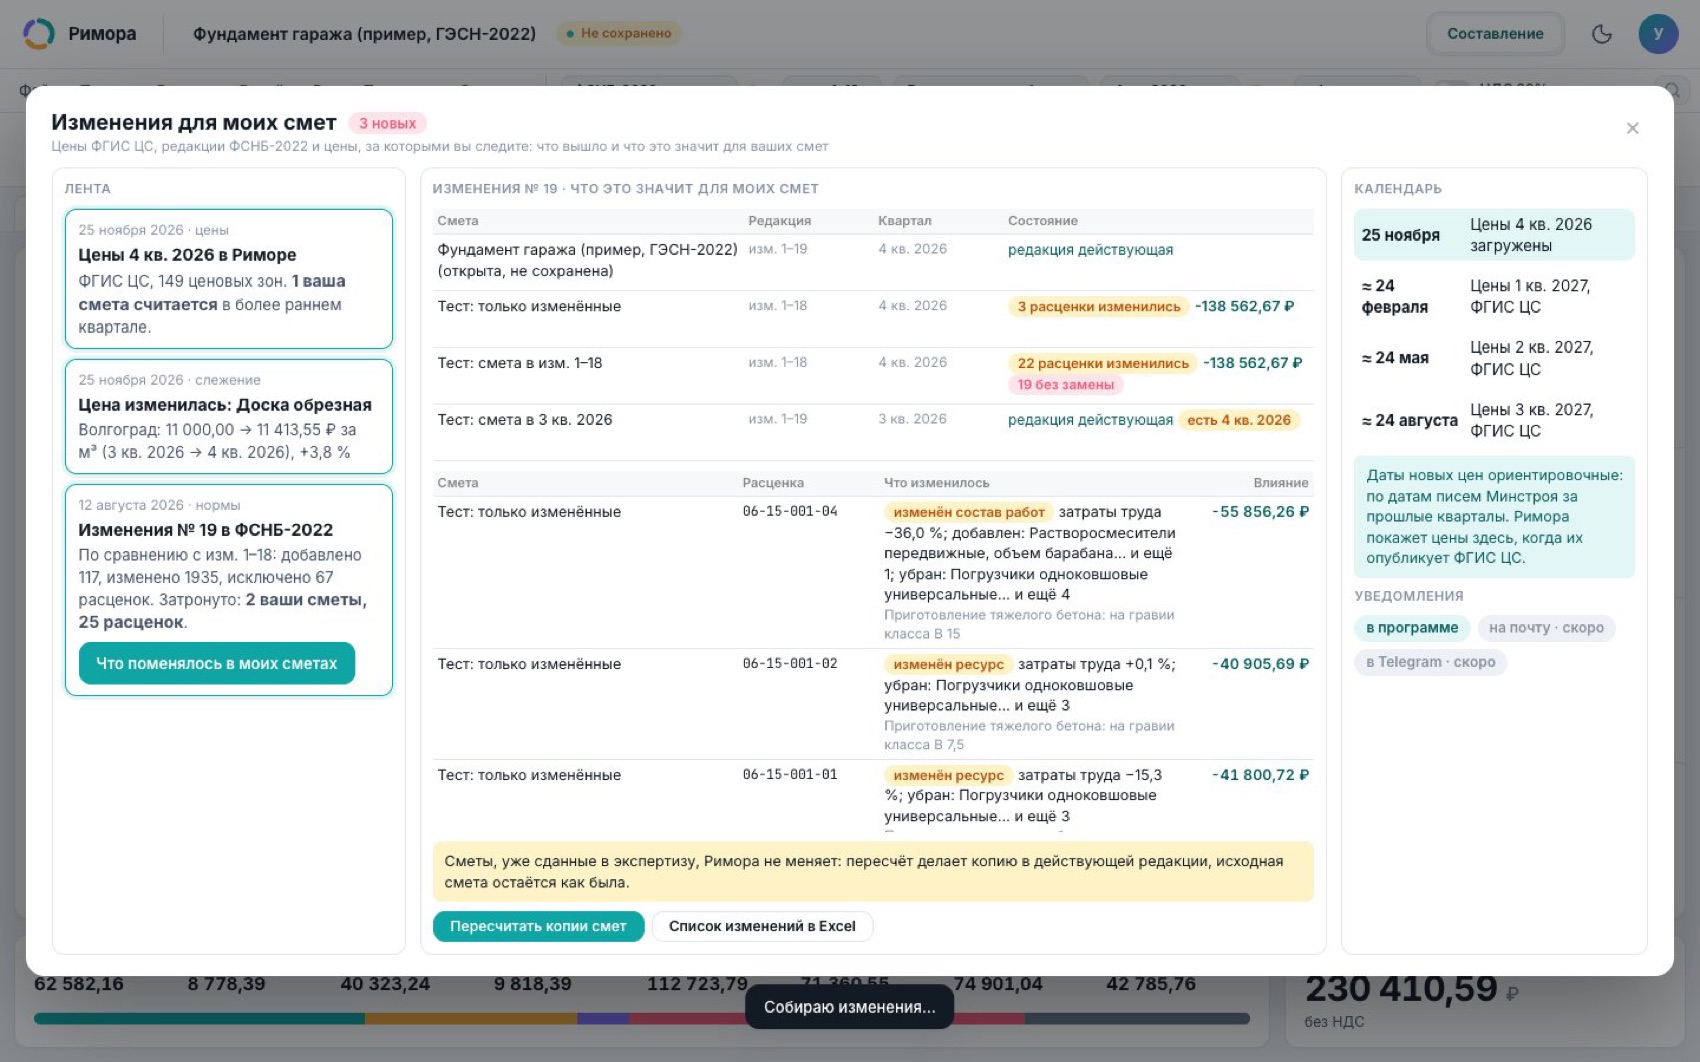 Римора
Фундамент гаража (пример, ГЭСН-2022)
Не сохранено
Составление
У
Изменения для моих смет
3 новых
Цены ФГИС ЦС, редакции ФСНБ-2022 и цены, за которыми вы следите: что вышло и что это значит для ваших смет
ЛЕНТА
25 ноября 2026 · цены
Цены 4 кв. 2026 в Риморе
ФГИС ЦС, 149 ценовых зон. 1 ваша
смета считается в более раннем
квартале.
25 ноября 2026 · слежение
Цена изменилась: Доска обрезная
Волгоград: 11 000,00 → 11 413,55 ₽ за
м³ (3 кв. 2026 → 4 кв. 2026), +3,8 %
12 августа 2026 · нормы
Изменения № 19 в ФСНБ-2022
По сравнению с изм. 1–18: добавлено
117, изменено 1935, исключено 67
расценок. Затронуто: 2 ваши сметы,
25 расценок.
Что поменялось в моих сметах
ИЗМЕНЕНИЯ № 19 · ЧТО ЭТО ЗНАЧИТ ДЛЯ МОИХ СМЕТ
Смета Редакция Квартал Состояние
Фундамент гаража (пример, ГЭСН-2022) изм. 1–19 4 кв. 2026 редакция действующая
(открыта, не сохранена)
Тест: только изменённые изм. 1–18 4 кв. 2026 3 расценки изменились -138 562,67 ₽
Тест: смета в изм. 1–18 изм. 1–18 4 кв. 2026 22 расценки изменились -138 562,67 ₽
19 без замены
Тест: смета в 3 кв. 2026 изм. 1–19 3 кв. 2026 редакция действующая есть 4 кв. 2026
Смета Расценка Что изменилось Влияние
Тест: только изменённые 06-15-001-04 изменён состав работ затраты труда -55 856,26 ₽
−36,0 %; добавлен: Растворосмесители
передвижные, объем барабана… и ещё
1; убран: Погрузчики одноковшовые
универсальные… и ещё 4
Приготовление тяжелого бетона: на гравии
класса В 15
Тест: только изменённые 06-15-001-02 изменён ресурс затраты труда +0,1 %; -40 905,69 ₽
убран: Погрузчики одноковшовые
универсальные… и ещё 3
Приготовление тяжелого бетона: на гравии
класса В 7,5
Тест: только изменённые 06-15-001-01 изменён ресурс затраты труда −15,3 -41 800,72 ₽
%; убран: Погрузчики одноковшовые
универсальные… и ещё 3
Сметы, уже сданные в экспертизу, Римора не меняет: пересчёт делает копию в действующей редакции, исходная
смета остаётся как была.
Пересчитать копии смет
Список изменений в Excel
КАЛЕНДАРЬ
25 ноября Цены 4 кв. 2026
загружены
≈ 24 Цены 1 кв. 2027,
февраля ФГИС ЦС
≈ 24 мая Цены 2 кв. 2027,
ФГИС ЦС
≈ 24 августа Цены 3 кв. 2027,
ФГИС ЦС
Даты новых цен ориентировочные:
по датам писем Минстроя за
прошлые кварталы. Римора
покажет цены здесь, когда их
опубликует ФГИС ЦС.
УВЕДОМЛЕНИЯ
в программе
на почту · скоро
в Telegram · скоро
62 582,16 8 778,39 40 323,24 9 818,39 112 723,79 71 360,55 74 901,04 42 785,76
230 410,59 ₽
без НДС
Собираю изменения…